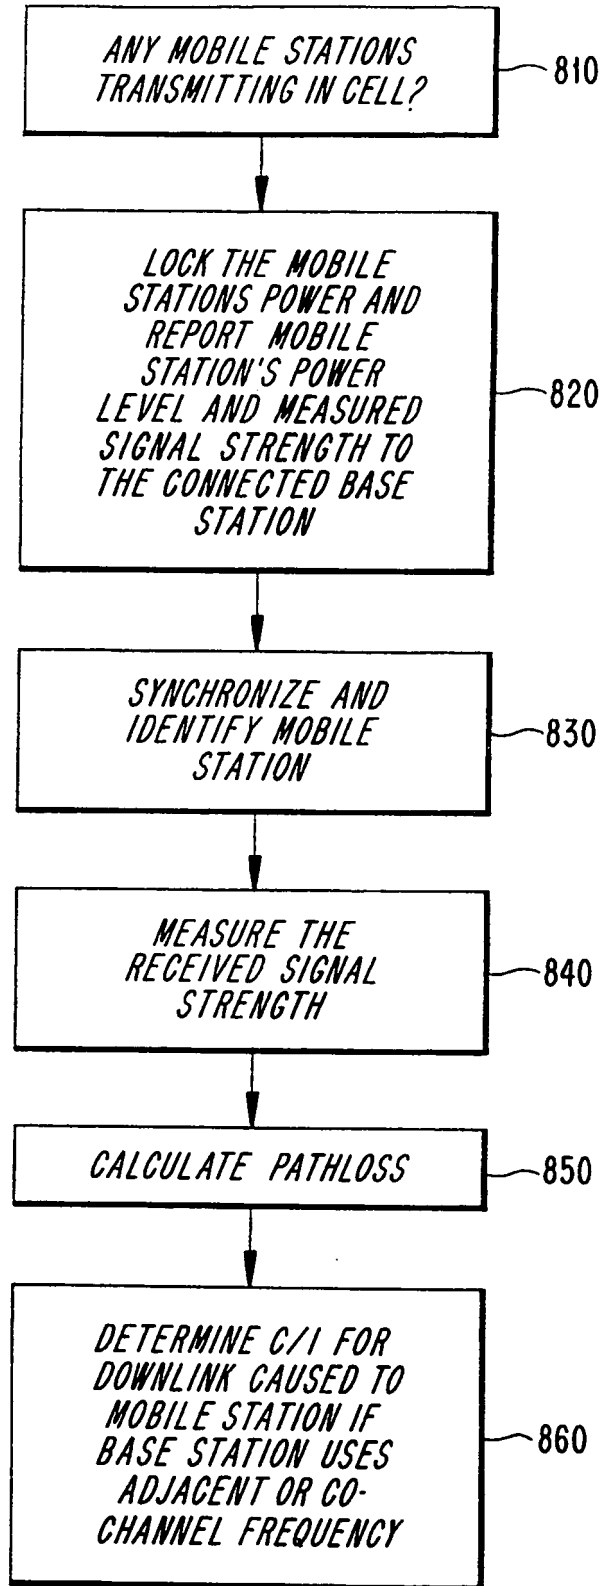 ANY MOBILE STATIONS
TRANSMITTING IN CELL?
810
LOCK THE MOBILE
STATIONS POWER AND
REPORT MOBILE
STATION'S POWER
LEVEL AND MEASURED
SIGNAL STRENGTH TO
THE CONNECTED BASE
STATION
820
SYNCHRONIZE AND
IDENTIFY MOBILE
STATION
830
MEASURE THE
RECEIVED SIGNAL
STRENGTH
840
CALCULATE PATHLOSS
850
DETERMINE C/I FOR
DOWNLINK CAUSED TO
MOBILE STATION IF
BASE STATION USES
ADJACENT OR CO-
CHANNEL FREQUENCY
860